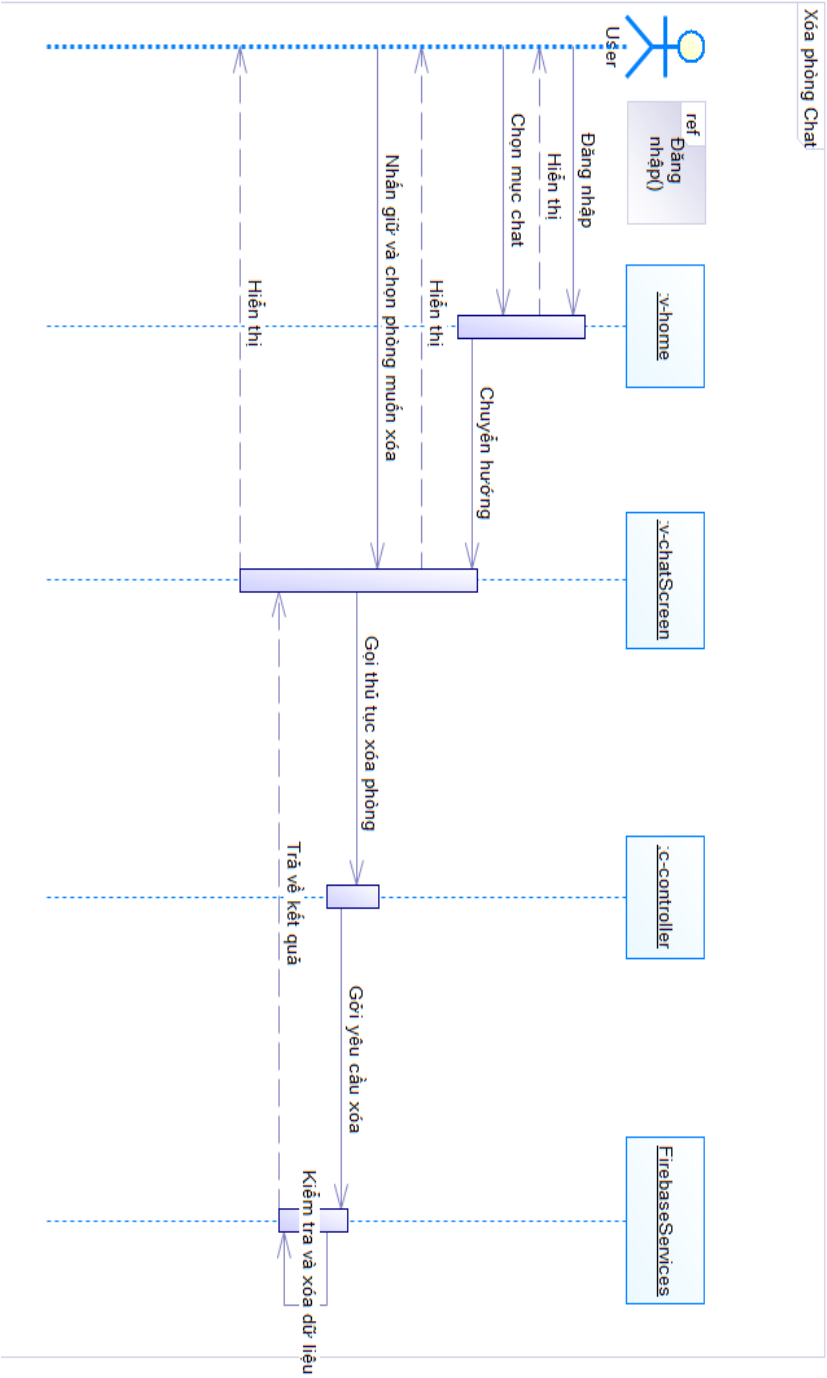 Xóa phòng Chat
User
ref
Đăng
nhập()
:v-home
:v-chatScreen
:c-controller
FirebaseServices
Đăng nhập
Hiển thị
Chọn mục chat
Chuyển hướng
Hiển thị
Nhấn giữ và chọn phòng muốn xóa
Gọi thủ tục xóa phòng
Gởi yêu cầu xóa
Kiểm tra và xóa dữ liệu
Trả về kết quả
Hiển thị